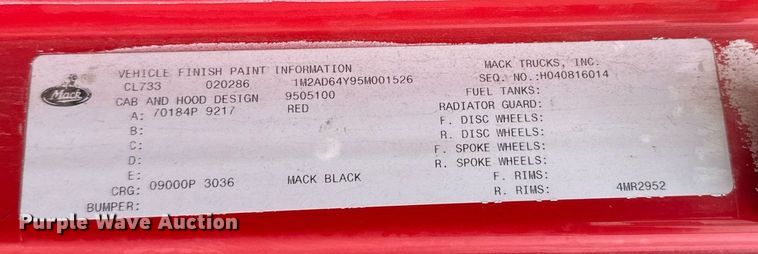 VEHICLE FINISH PAINT INFORMATION MACK TRUCKS, INC.
CL733 020286 1M2AD64Y95M001526 SEQ. NO.:H040816014
CAB AND HOOD DESIGN 9505100 FUEL TANKS:
A: 70184P 9217 RED RADIATOR GUARD:
B: F. DISC WHEELS:
C: R. DISC WHEELS:
D: F. SPOKE WHEELS:
E: R. SPOKE WHEELS:
CRG: 09000P 3036 MACK BLACK F. RIMS:
BUMPER: R. RIMS: 4MR2952
Mack
Purple Wave Auction